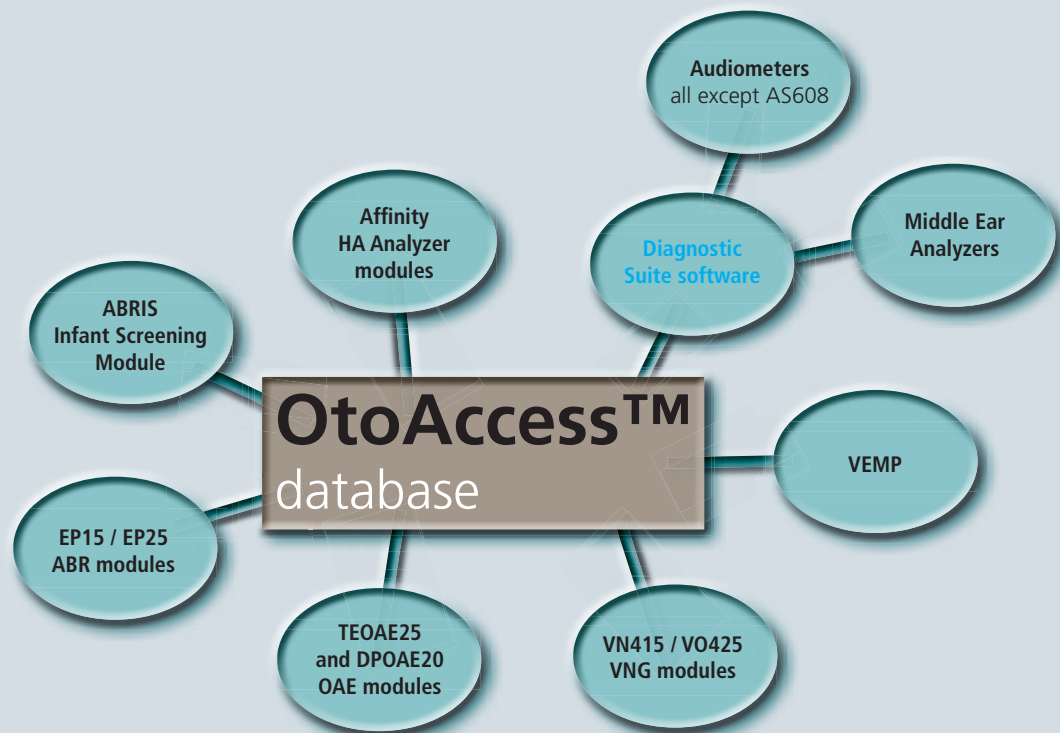 Audiometers
all except AS608
Affinity
HA Analyzer
modules
Diagnostic
Suite software
Middle Ear
Analyzers
ABRIS
Infant Screening
Module
OtoAccess™
database
VEMP
EP15 / EP25
ABR modules
TEOAE25
and DPOAE20
OAE modules
VN415 / VO425
VNG modules